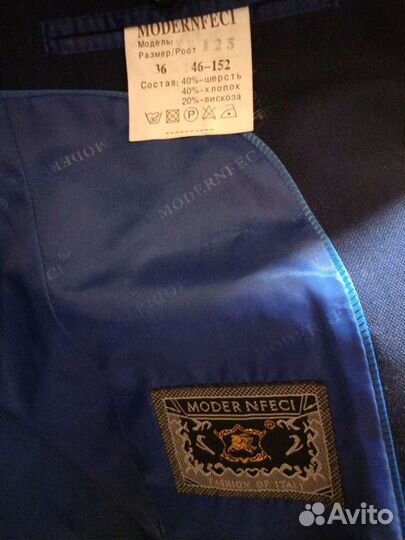 MODERNFECI
Модель: 125
Размер/Рост
36 46-152
Состав: 40%-шерсть
40%-хлопок
20%-вискоза
MODERNFECI
MODERNFECI ®
MODERNFECI
MODER NFECI
®
FASHION OF ITALY
Avito